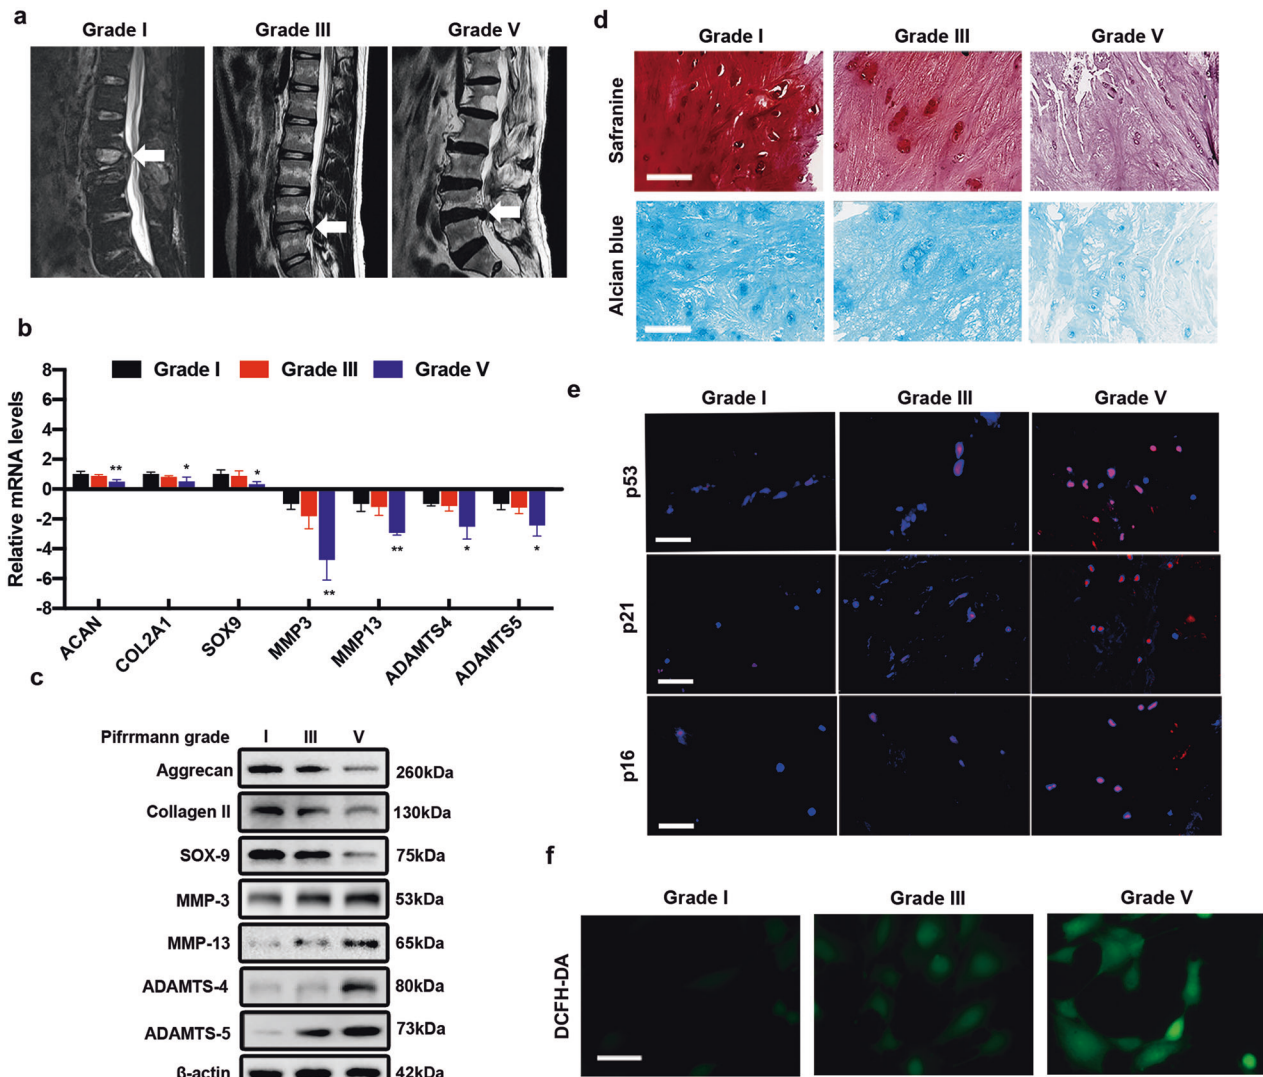 a
Grade I
Grade III
Grade V
b
Grade I
Grade III
Grade V
Relative mRNA levels
8
6
4
2
0
-2
-4
-6
-8
**
*
*
**
**
*
*
ACAN
COL2A1
SOX9
MMP3
MMP13
ADAMTS4
ADAMTS5
c
Pifrrmann grade I III V
Aggrecan 260kDa
Collagen II 130kDa
SOX-9 75kDa
MMP-3 53kDa
MMP-13 65kDa
ADAMTS-4 80kDa
ADAMTS-5 73kDa
β-actin 42kDa
d
Grade I
Grade III
Grade V
Safranine
Alcian blue
e
Grade I
Grade III
Grade V
p53
p21
p16
f
Grade I
Grade III
Grade V
DCFH-DA